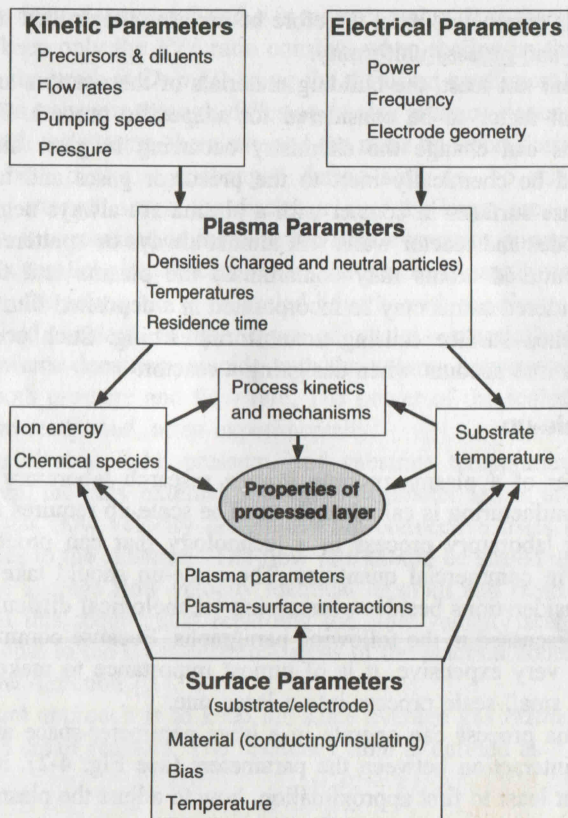 Kinetic Parameters
Precursors & diluents
Flow rates
Pumping speed
Pressure
Electrical Parameters
Power
Frequency
Electrode geometry
Plasma Parameters
Densities (charged and neutral particles)
Temperatures
Residence time
Process kinetics
and mechanisms
Ion energy
Chemical species
Substrate
temperature
Properties of
processed layer
Plasma parameters
Plasma-surface interactions
Surface Parameters
(substrate/electrode)
Material (conducting/insulating)
Bias
Temperature